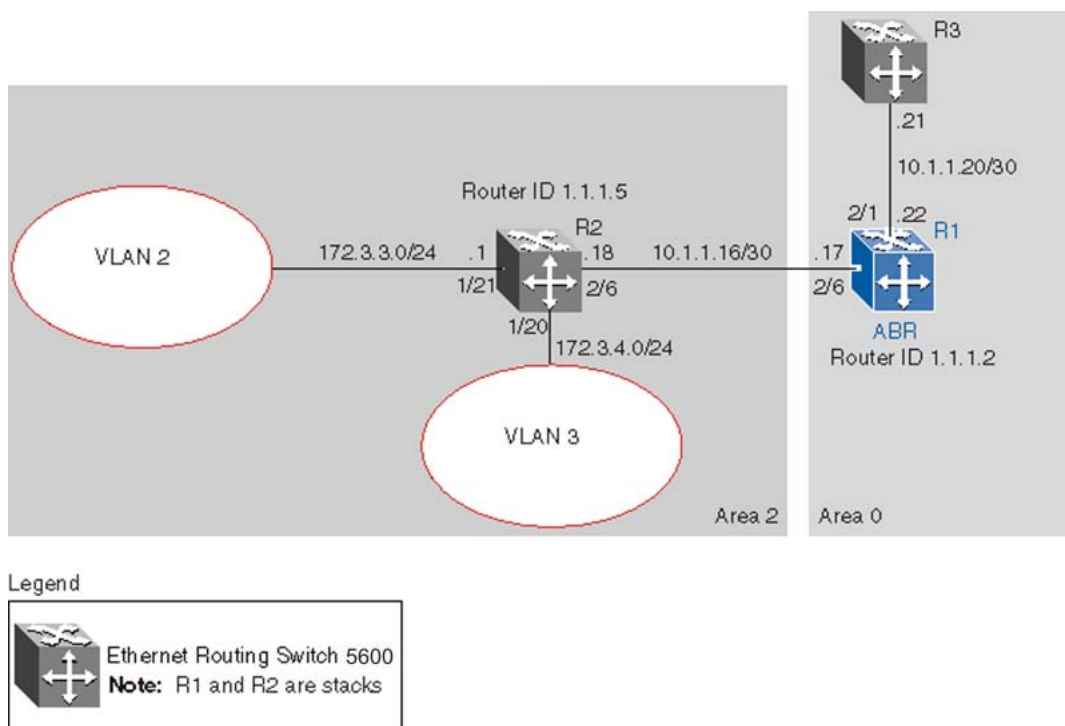 R3
.21
10.1.1.20/30
2/1
.22
R1
Router ID 1.1.1.5
R2
VLAN 2
172.3.3.0/24
.1
.18
10.1.1.16/30
.17
1/21
2/6
2/6
1/20
172.3.4.0/24
ABR
Router ID 1.1.1.2
VLAN 3
Area 2
Area 0
Legend
Ethernet Routing Switch 5600
Note: R1 and R2 are stacks